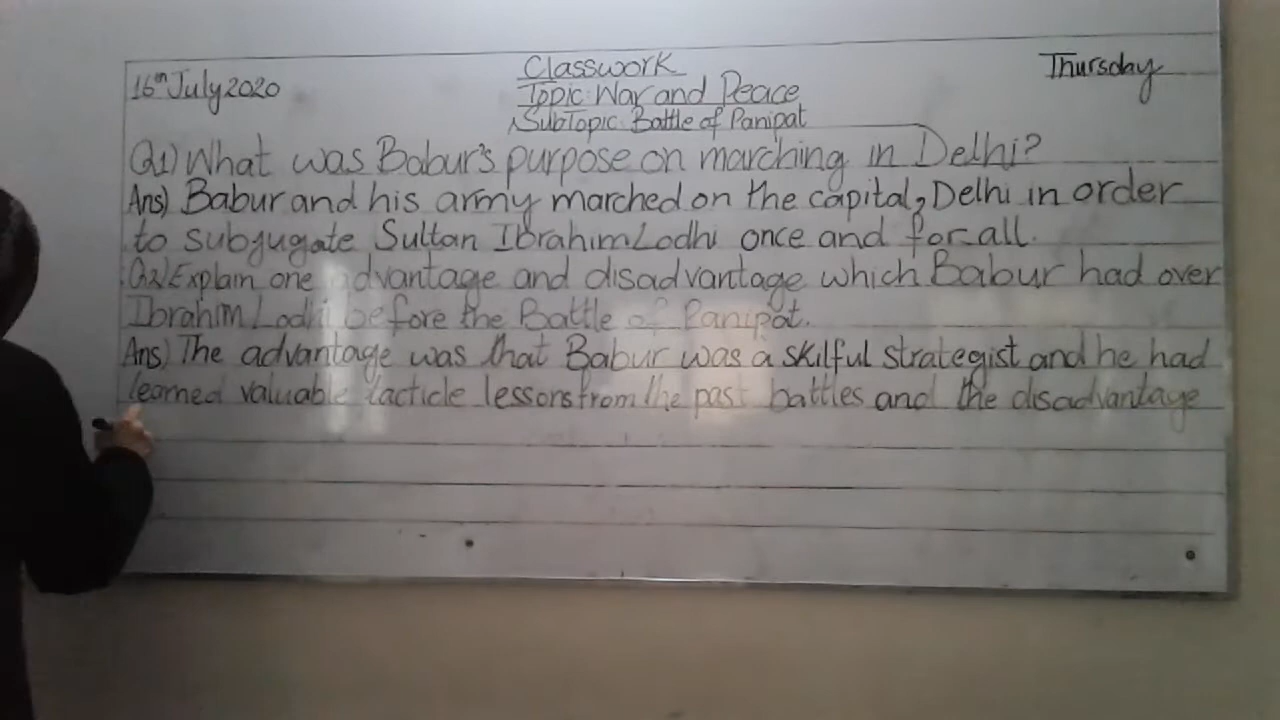 16th July 2020
Classwork
Thursday
Topic: War and Peace
SubTopic: Battle of Panipat
Q1) What was Babur's purpose on marching in Delhi?
Ans) Babur and his army marched on the capital, Delhi in order
to subjugate Sultan Ibrahim Lodhi once and for all.
Q2) Explain one advantage and disadvantage which Babur had over
Ibrahim Lodhi before the Battle of Panipat.
Ans) The advantage was that Babur was a skilful strategist and he had
learned valuable tacticle lessons from the past battles and the disadvantage